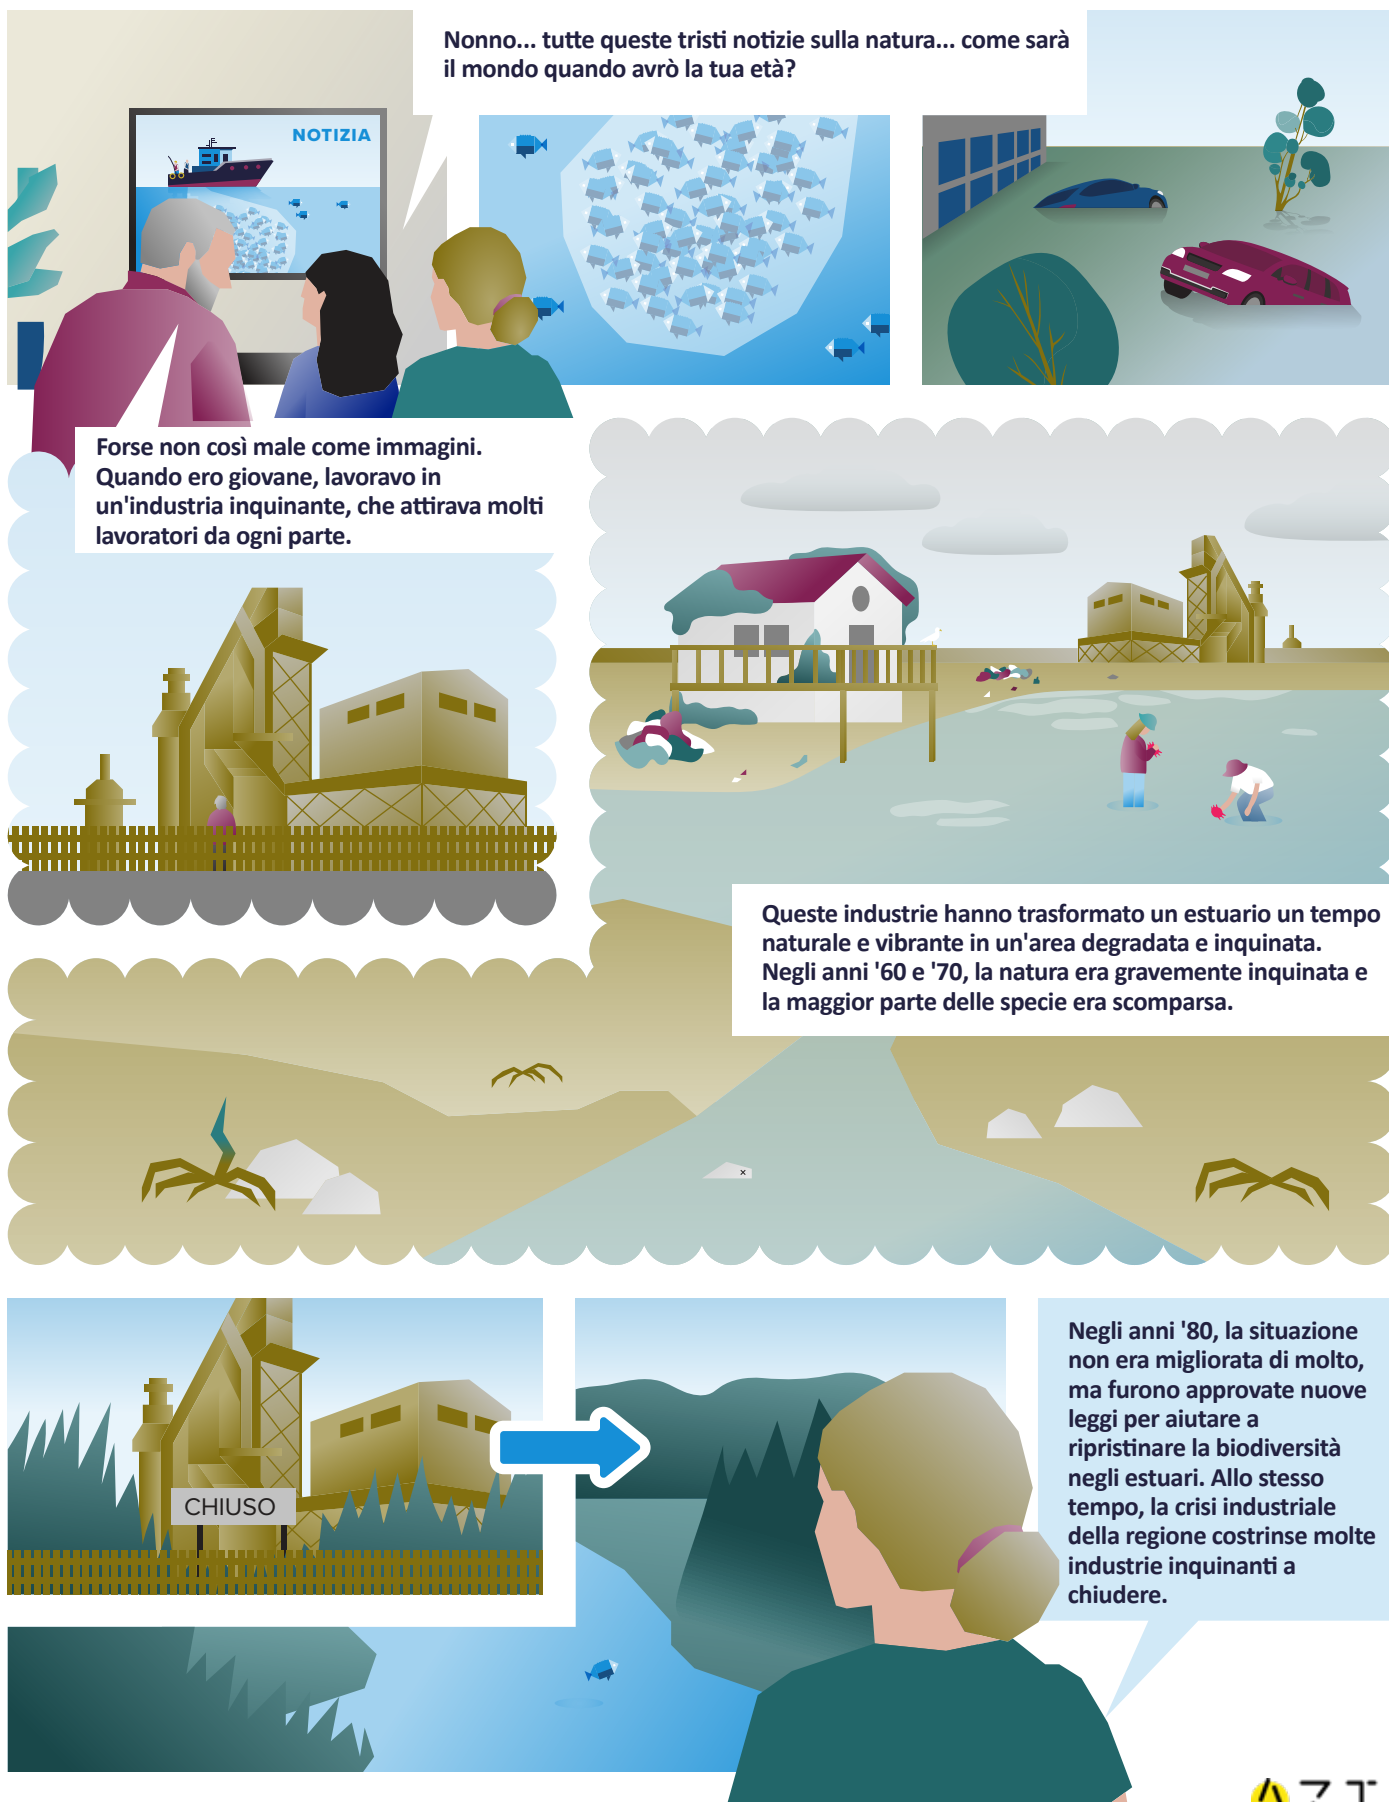 Nonno... tutte queste tristi notizie sulla natura... come sarà
il mondo quando avrò la tua età?
NOTIZIA
Forse non così male come immagini.
Quando ero giovane, lavoravo in
un'industria inquinante, che attirava molti
lavoratori da ogni parte.
Queste industrie hanno trasformato un estuario un tempo
naturale e vibrante in un'area degradata e inquinata.
Negli anni '60 e '70, la natura era gravemente inquinata e
la maggior parte delle specie era scomparsa.
CHIUSO
Negli anni '80, la situazione
non era migliorata di molto,
ma furono approvate nuove
leggi per aiutare a
ripristinare la biodiversità
negli estuari. Allo stesso
tempo, la crisi industriale
della regione costrinse molte
industrie inquinanti a
chiudere.